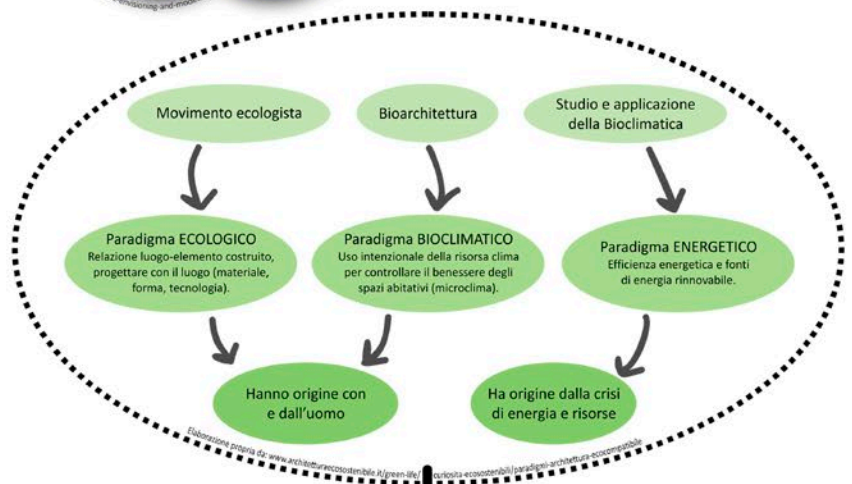 envisioning-and-mod
Movimento ecologista
Bioarchitettura
Studio e applicazione
della Bioclimatica
Paradigma ECOLOGICO
Relazione luogo-elemento costruito,
progettare con il luogo (materiale,
forma, tecnologia).
Paradigma BIOCLIMATICO
Uso intenzionale della risorsa clima
per controllare il benessere degli
spazi abitativi (microclima).
Paradigma ENERGETICO
Efficienza energetica e fonti
di energia rinnovabile.
Hanno origine con
e dall'uomo
Ha origine dalla crisi
di energia e risorse
Elaborazione propria da: www.architetturaecosostenibile.it/green-life/ curiosita-ecosostenibili/paradigmi-architettura-ecocompatibile